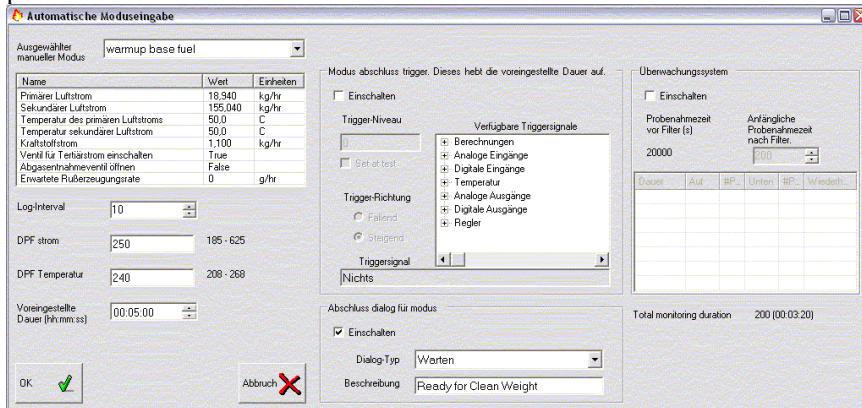 Automatische Moduseingabe
Ausgewählter
manueller Modus
warmup base fuel
Name Wert Einheiten
Primärer Luftstrom 18,940 kg/hr
Sekundärer Luftstrom 155,040 kg/hr
Temperatur des primären Luftstroms 50,0 C
Temperatur sekundärer Luftstrom 50,0 C
Kraftstoffstrom 1,100 kg/hr
Ventil für Tertiärstrom einschalten True
Abgasentnahmeventil öffnen False
Erwartete Rußerzeugungsrate 0 g/hr
Log-Interval 10
DPF strom 250 185 - 625
DPF Temperatur 240 208 - 268
Voreingestellte
Dauer (hh:mm:ss)
00:05:00
OK
Abbruch
Modus abschluss trigger. Dieses hebt die voreingestellte Dauer auf.
Einschalten
Trigger-Niveau
0
Set at test
Trigger-Richtung
Fallend
Steigend
Verfügbare Triggersignale
Berechnungen
Analoge Eingänge
Digitale Eingänge
Temperatur
Analoge Ausgänge
Digitale Ausgänge
Regler
Triggersignal
Nichts
Abschluss dialog für modus
Einschalten
Dialog-Typ Warten
Beschreibung Ready for Clean Weight
Überwachungssystem
Einschalten
Probenahmezeit
vor Filter (s)
20000
Anfängliche
Probenahmezeit
nach Filter.
200
Dauer Auf #P... Unten #P... Wiederh...
Total monitoring duration 200 (00:03:20)